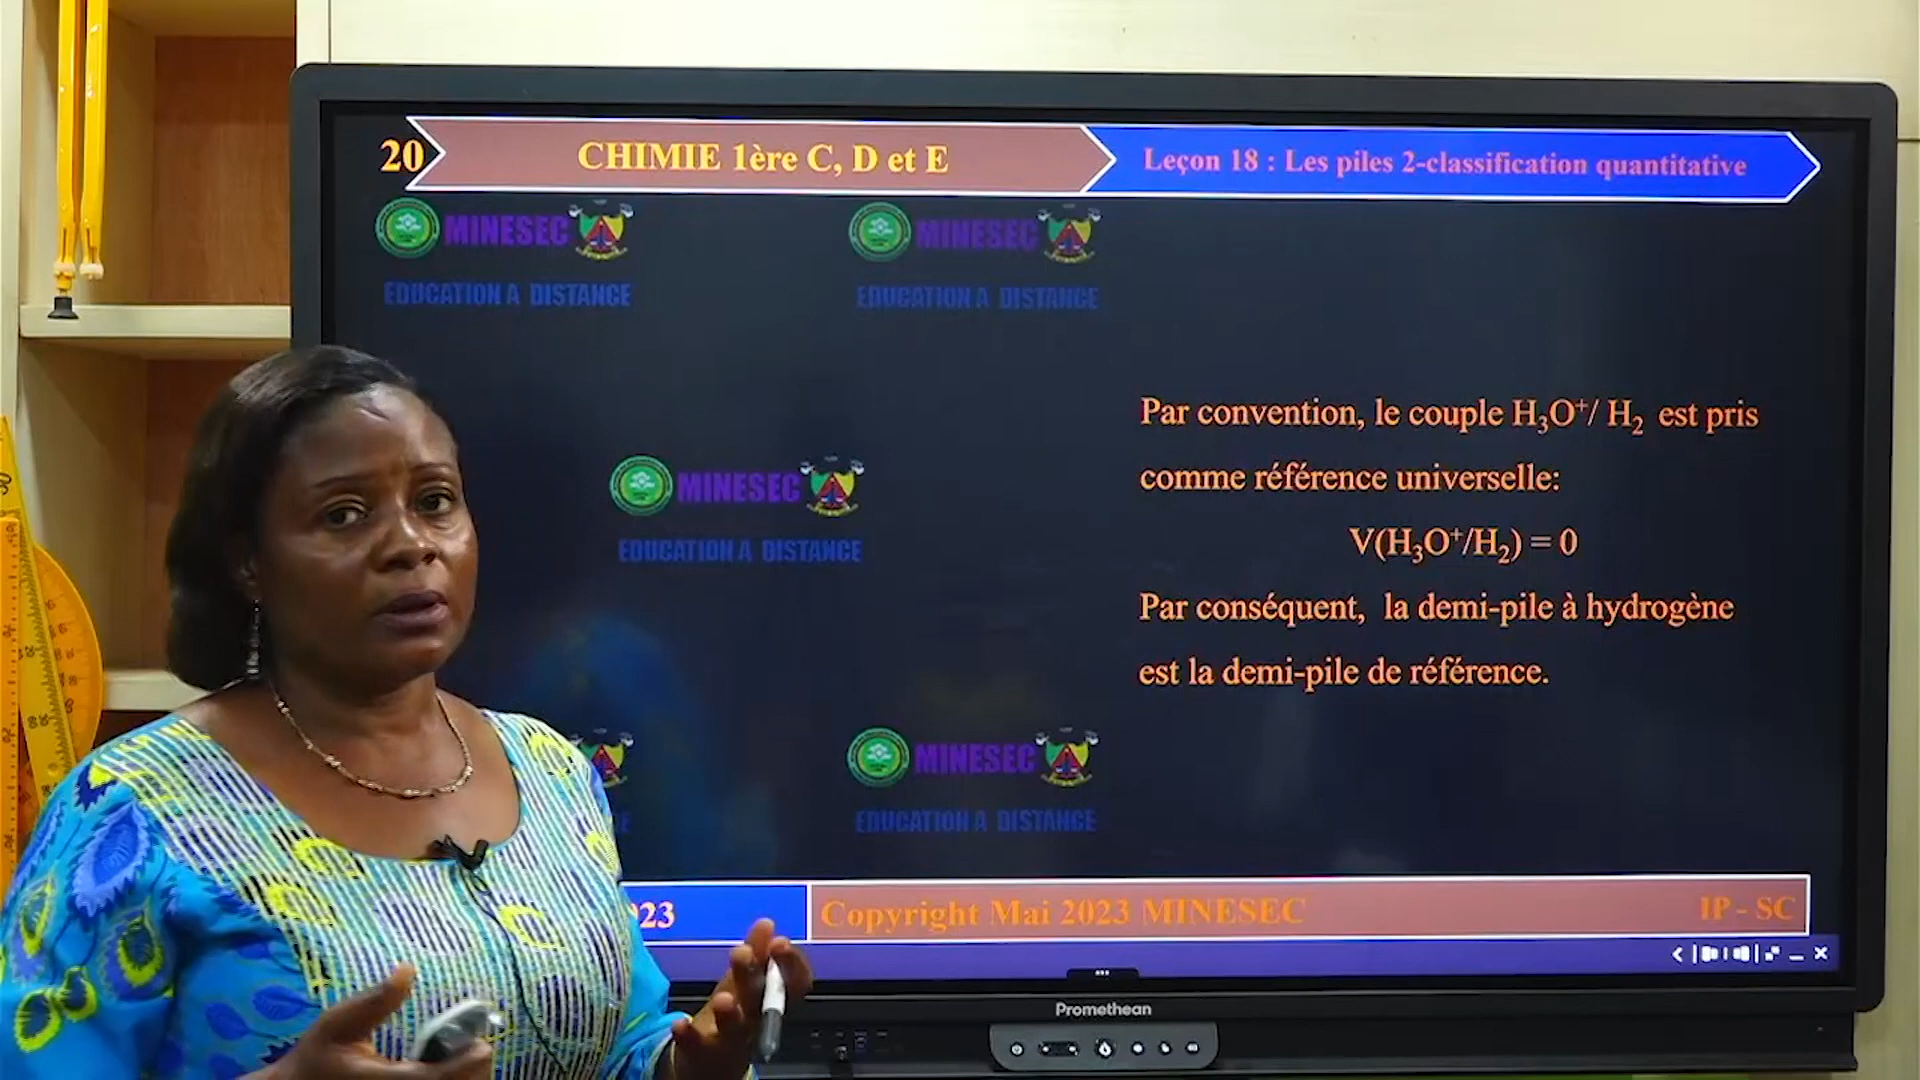 20
CHIMIE 1ère C, D et E
Leçon 18 : Les piles 2-classification quantitative
MINESEC
EDUCATION A DISTANCE
MINESEC
EDUCATION A DISTANCE
Par convention, le couple H₃O⁺/ H₂ est pris
comme référence universelle:
V(H₃O⁺/H₂) = 0
Par conséquent, la demi-pile à hydrogène
est la demi-pile de référence.
MINESEC
EDUCATION A DISTANCE
MINESEC
EDUCATION A DISTANCE
23
Copyright Mai 2023 MINESEC
IP - SC
Promethean